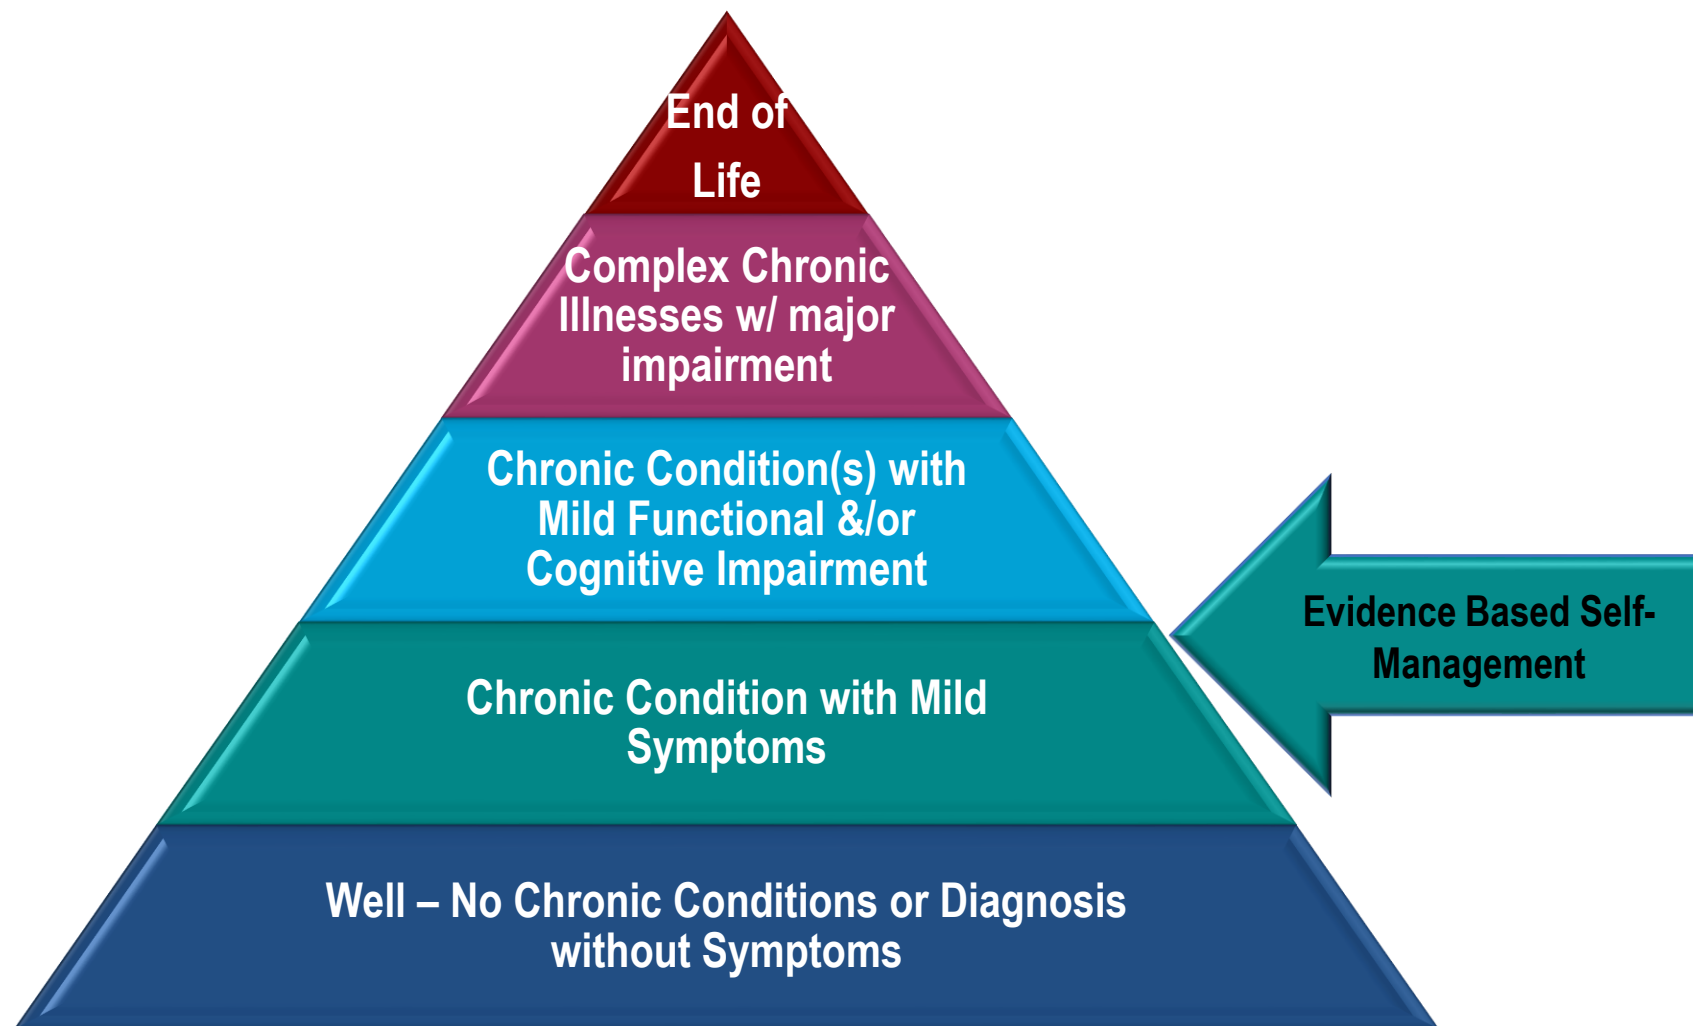 End of
Life
Complex Chronic
Illnesses w/ major
impairment
Chronic Condition(s) with
Mild Functional &/or
Cognitive Impairment
Evidence Based Self-
Management
Chronic Condition with Mild
Symptoms
Well – No Chronic Conditions or Diagnosis
without Symptoms